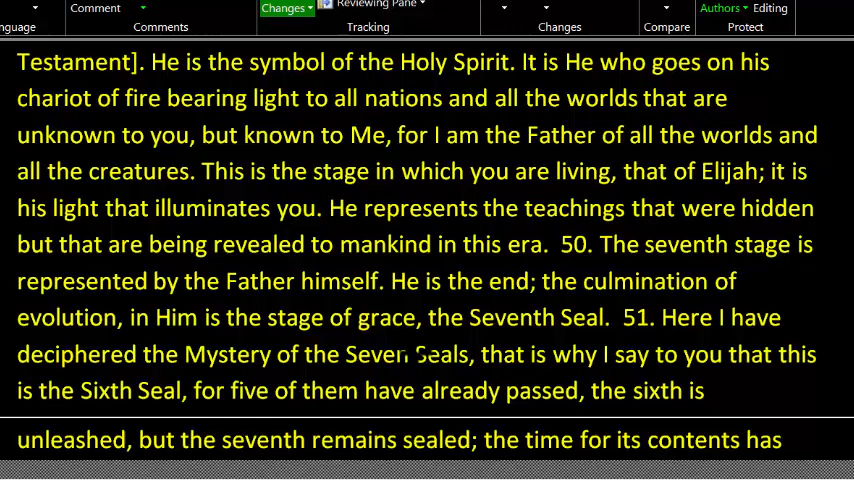 Comment
Changes
Reviewing Pane
Authors Editing
nguage
Comments
Tracking
Changes
Compare
Protect
Testament]. He is the symbol of the Holy Spirit. It is He who goes on his
chariot of fire bearing light to all nations and all the worlds that are
unknown to you, but known to Me, for I am the Father of all the worlds and
all the creatures. This is the stage in which you are living, that of Elijah; it is
his light that illuminates you. He represents the teachings that were hidden
but that are being revealed to mankind in this era.  50. The seventh stage is
represented by the Father himself. He is the end; the culmination of
evolution, in Him is the stage of grace, the Seventh Seal.  51. Here I have
deciphered the Mystery of the Seven Seals, that is why I say to you that this
is the Sixth Seal, for five of them have already passed, the sixth is
unleashed, but the seventh remains sealed; the time for its contents has